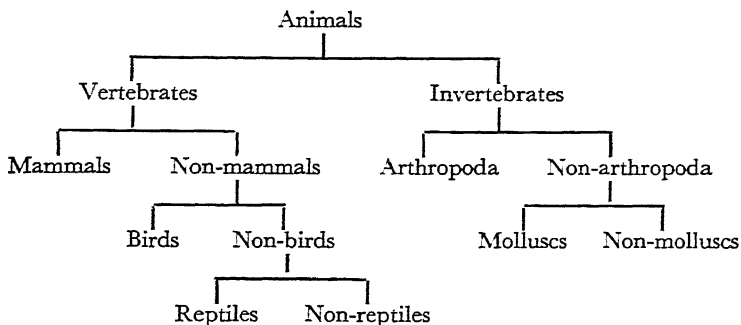 Animals
Vertebrates Invertebrates
Mammals Non-mammals Arthropoda Non-arthropoda
Birds Non-birds Molluscs Non-molluscs
Reptiles Non-reptiles